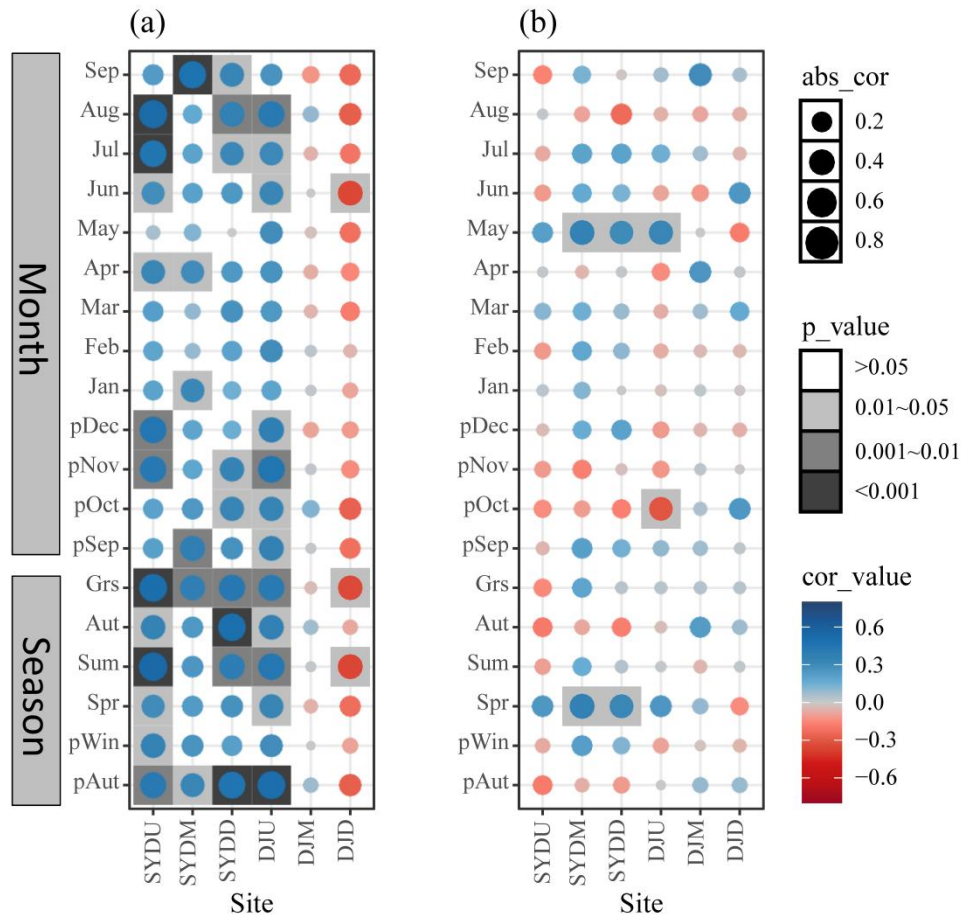 (a)
(b)
Month
Season
Sep
Aug
Jul
Jun
May
Apr
Mar
Feb
Jan
pDec
pNov
pOct
pSep
Grs
Aut
Sum
Spr
pWin
pAut
SYDU
SYDM
SYDD
DJU
DJM
DJD
Site
Sep
Aug
Jul
Jun
May
Apr
Mar
Feb
Jan
pDec
pNov
pOct
pSep
Grs
Aut
Sum
Spr
pWin
pAut
SYDU
SYDM
SYDD
DJU
DJM
DJD
Site
abs_cor
0.2
0.4
0.6
0.8
p_value
>0.05
0.01~0.05
0.001~0.01
<0.001
cor_value
0.6
0.3
0.0
−0.3
−0.6